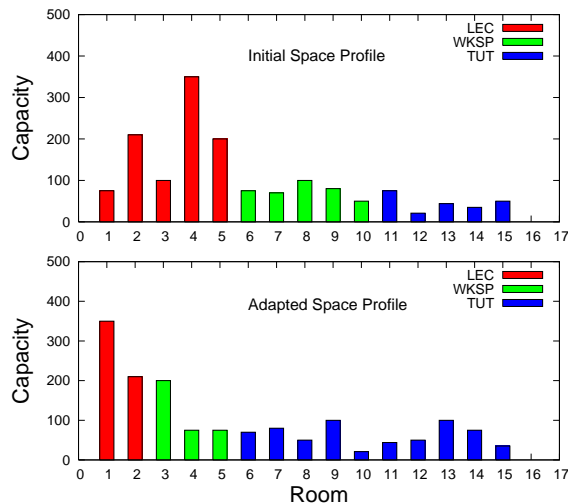 500
400
300
200
100
0
Capacity
Initial Space Profile
LEC
WKSP
TUT
0 1 2 3 4 5 6 7 8 9 10 11 12 13 14 15 16 17
500
400
300
200
100
0
Capacity
Adapted Space Profile
LEC
WKSP
TUT
0 1 2 3 4 5 6 7 8 9 10 11 12 13 14 15 16 17
Room